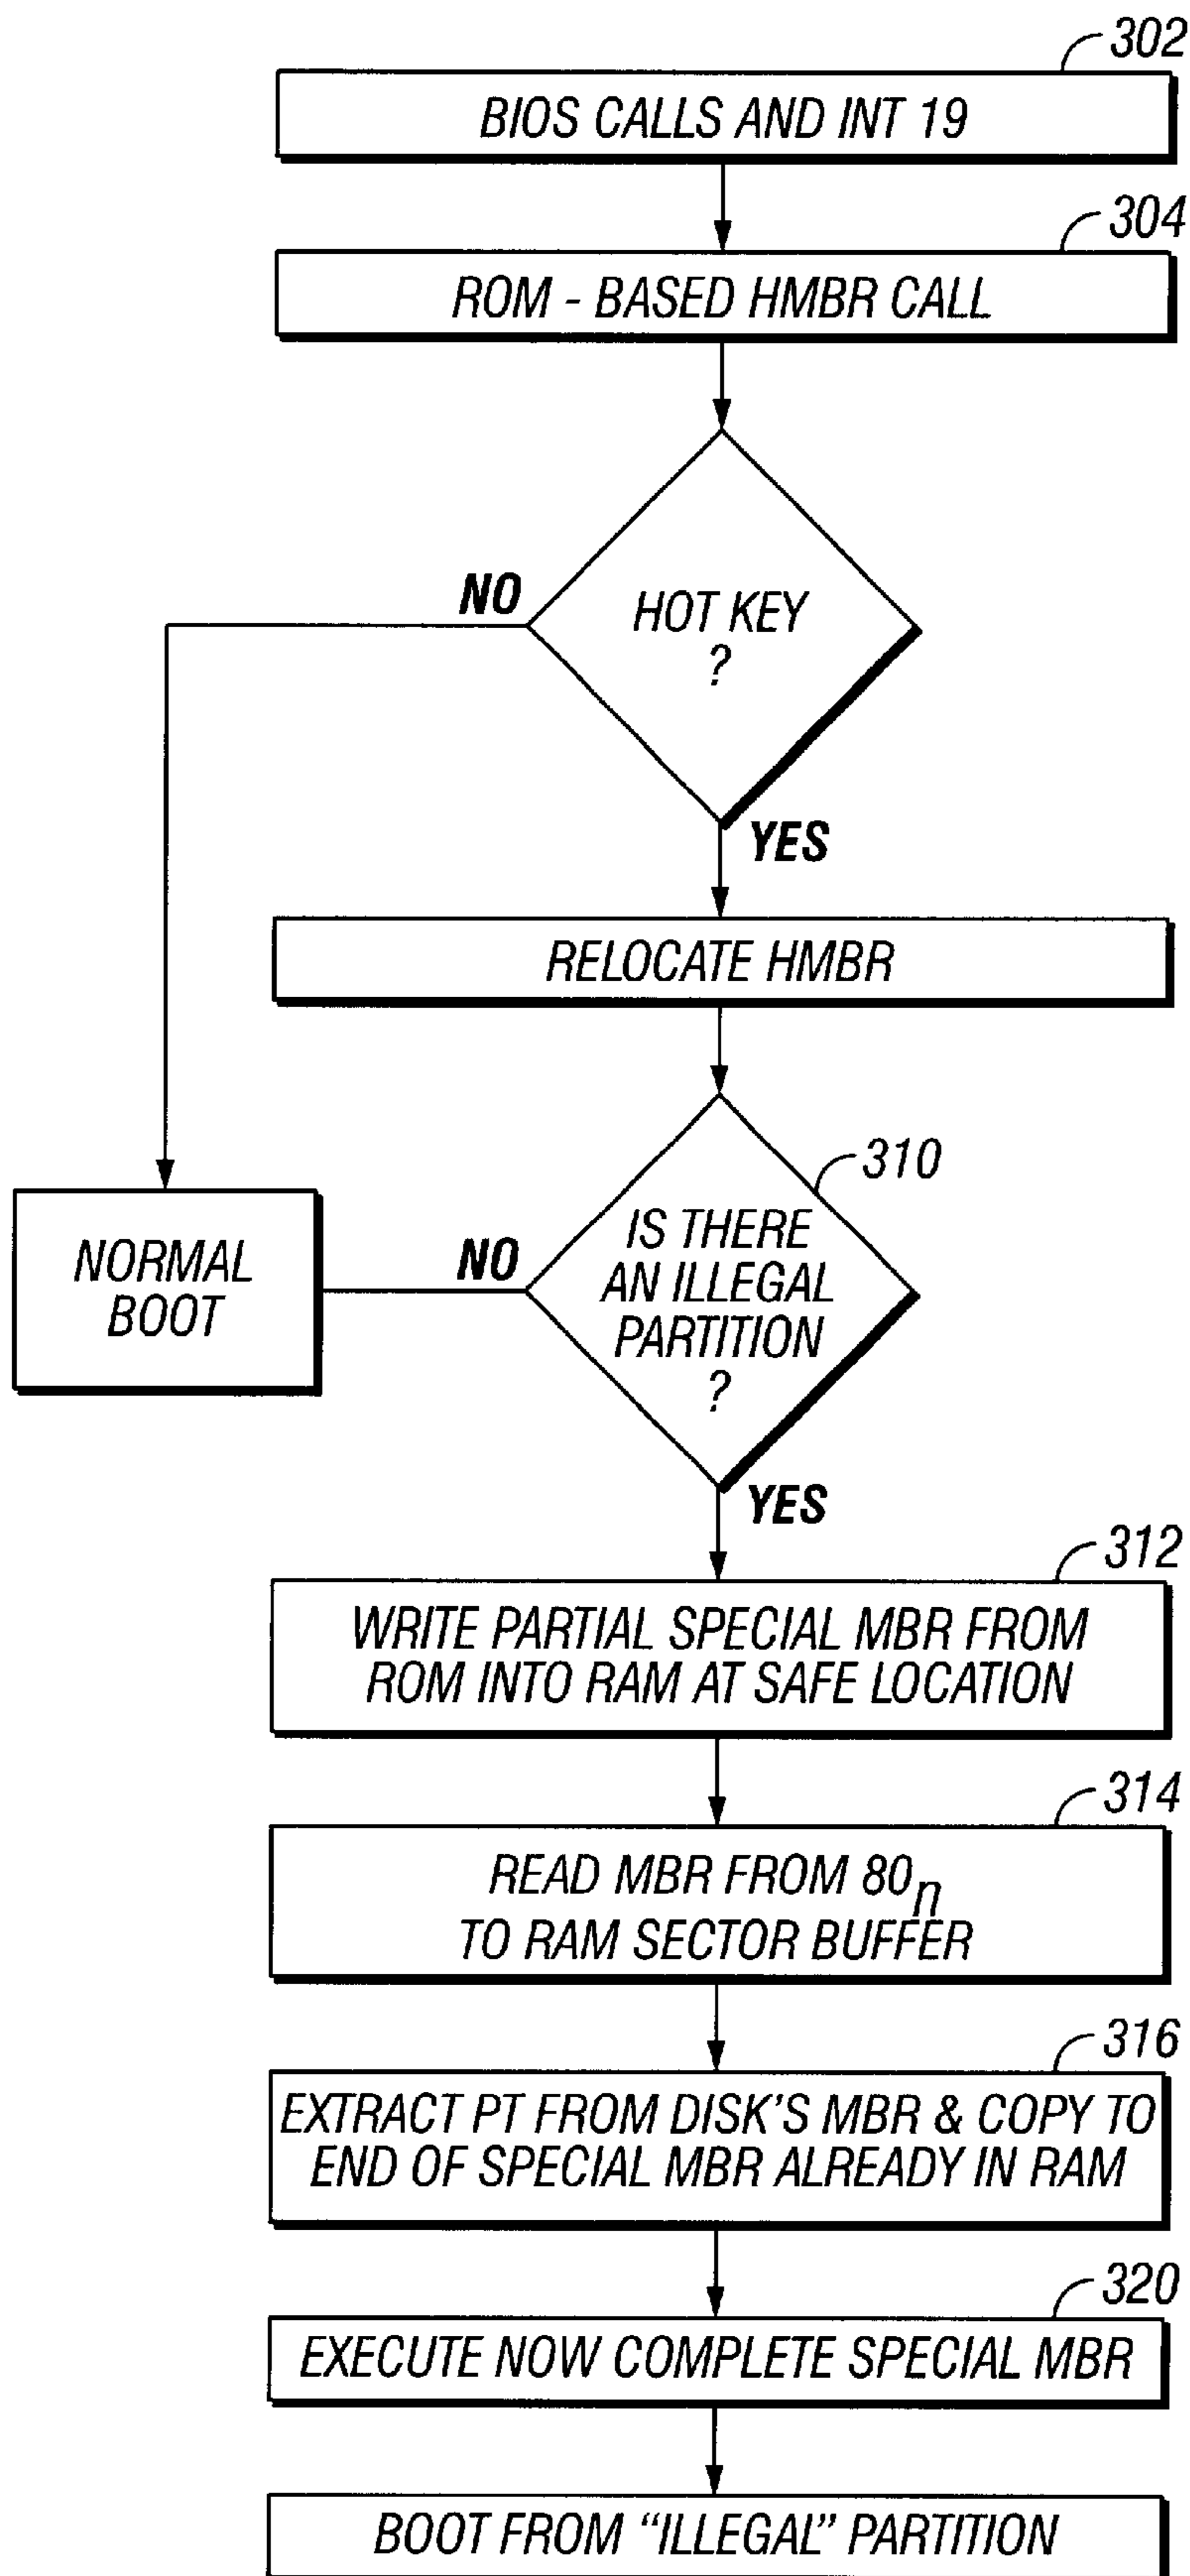 302
BIOS CALLS AND INT 19
304
ROM - BASED HMBR CALL
NO
HOT KEY
?
YES
RELOCATE HMBR
310
IS THERE
AN ILLEGAL
PARTITION
?
NO
NORMAL
BOOT
YES
312
WRITE PARTIAL SPECIAL MBR FROM
ROM INTO RAM AT SAFE LOCATION
314
READ MBR FROM 80n
TO RAM SECTOR BUFFER
316
EXTRACT PT FROM DISK'S MBR & COPY TO
END OF SPECIAL MBR ALREADY IN RAM
320
EXECUTE NOW COMPLETE SPECIAL MBR
BOOT FROM “ILLEGAL” PARTITION